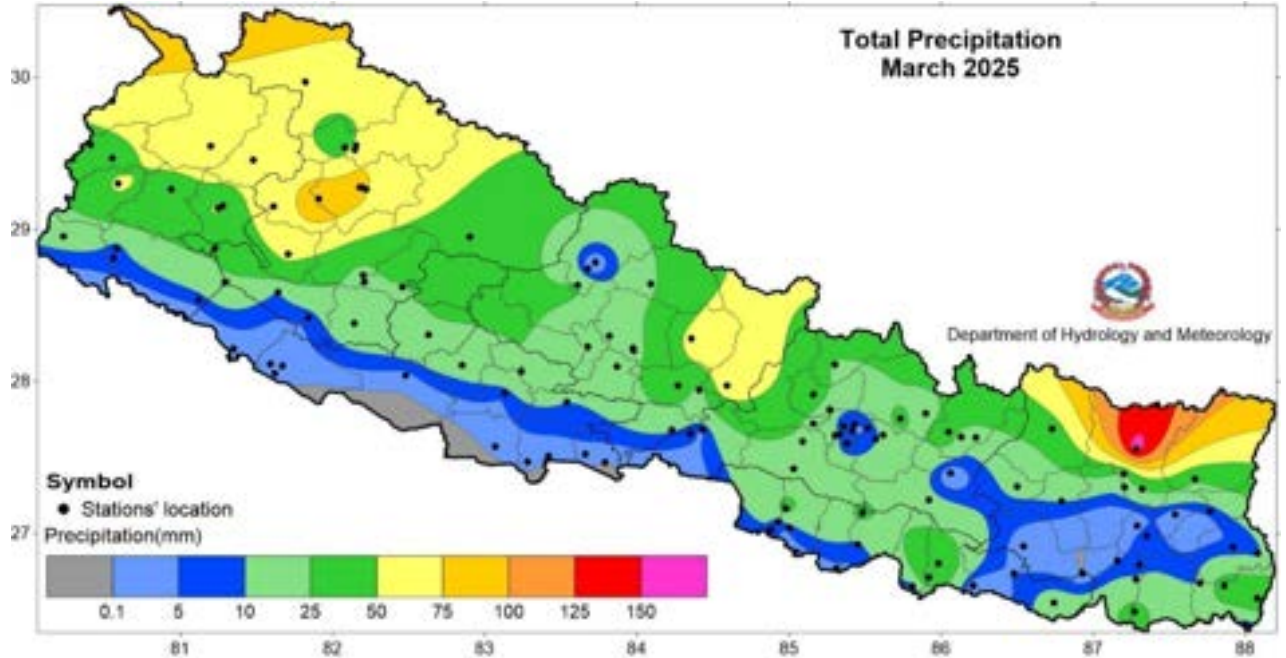 Total Precipitation
March 2025
30
29
Department of Hydrology and Meteorology
28
Symbol
Stations' location
Precipitation(mm)
27
0.1 5 10 25 50 75 100 125 150
81 82 83 84 85 86 87 88